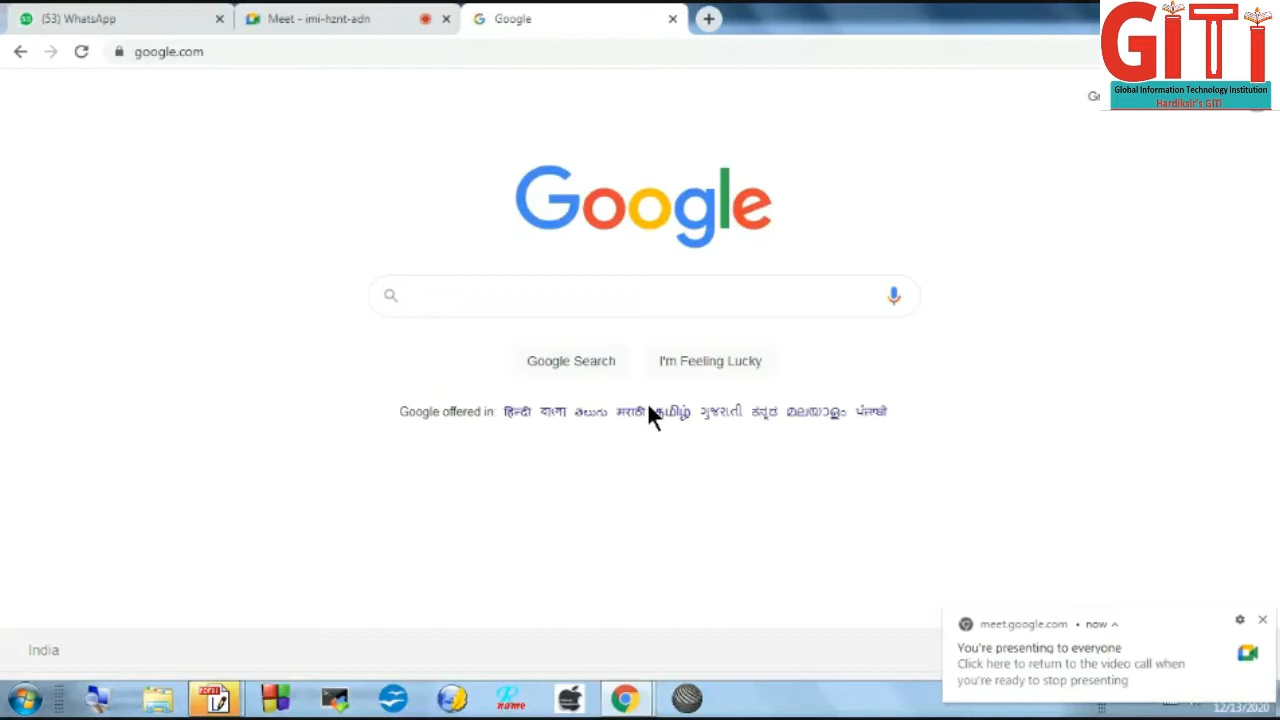 (53) WhatsApp
Meet - imi-hznt-adn
Google
google.com
GiTi
Global Information Technology Institution
Hardiksir's GiTi
Google
Google Search
I'm Feeling Lucky
Google offered in: हिन्दी বাংলা తెలుగు मराठी தமிழ் ગુજરાતી ಕನ್ನಡ മലയാളം ਪੰਜਾਬੀ
meet.google.com • now
You're presenting to everyone
Click here to return to the video call when
you're ready to stop presenting
India
Rname
12/13/2020